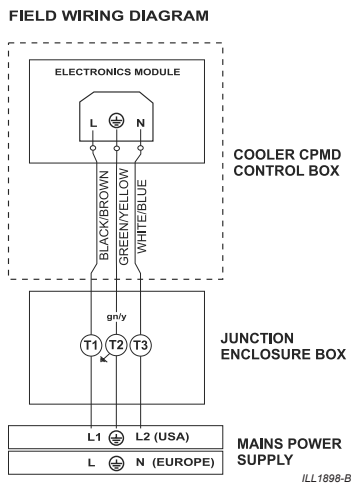 FIELD WIRING DIAGRAM
ELECTRONICS MODULE
L N
COOLER CPMD
CONTROL BOX
BLACK/BROWN
GREEN/YELLOW
WHITE/BLUE
gn/y
T1 T2 T3
JUNCTION
ENCLOSURE BOX
L1 L2 (USA)
L N (EUROPE)
MAINS POWER
SUPPLY
ILL1898-B